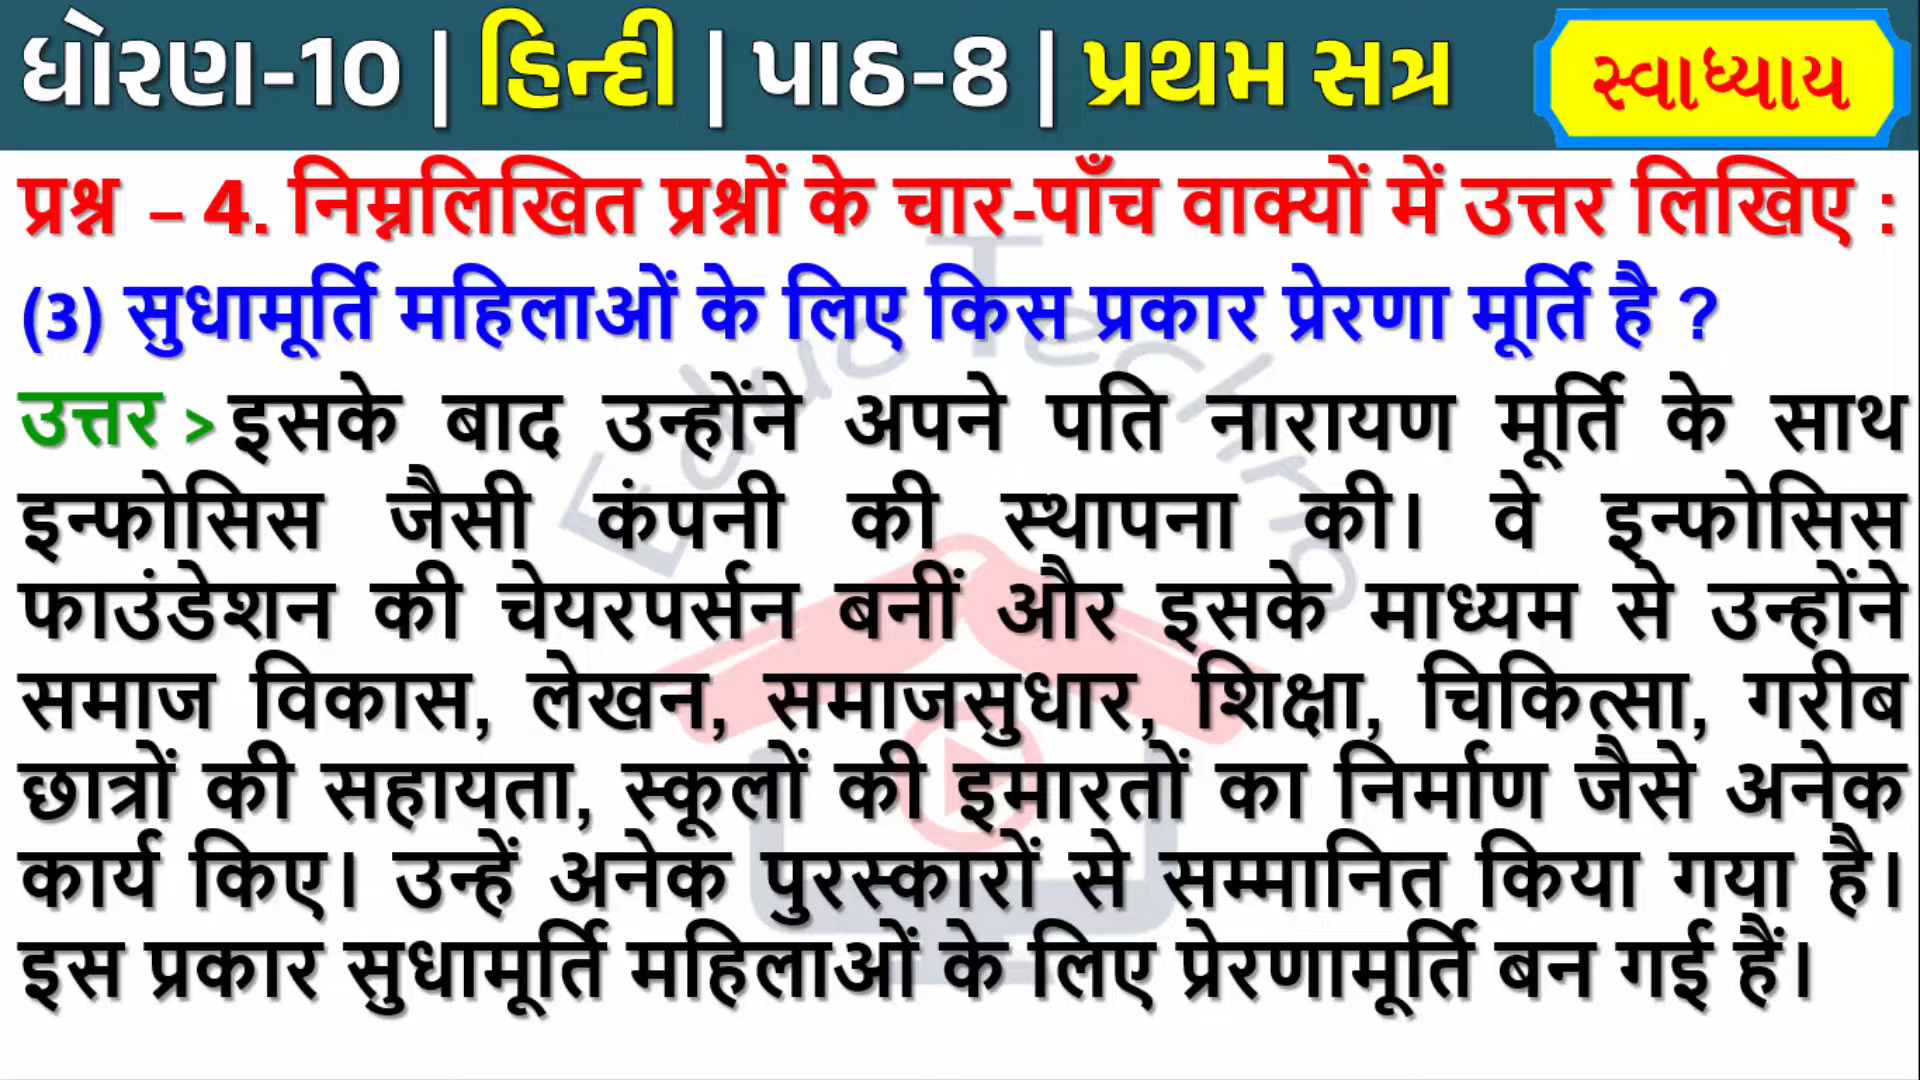 ધોરણ-10 | હિન્દી | પાઠ-8 | પ્રથમ સત્ર સ્વાધ્યાય
प्रश्न – 4. निम्नलिखित प्रश्नों के चार-पाँच वाक्यों में उत्तर लिखिए :
(3) सुधामूर्ति महिलाओं के लिए किस प्रकार प्रेरणा मूर्ति है ?
उत्तर > इसके बाद उन्होंने अपने पति नारायण मूर्ति के साथ
इन्फोसिस जैसी कंपनी की स्थापना की। वे इन्फोसिस
फाउंडेशन की चेयरपर्सन बनीं और इसके माध्यम से उन्होंने
समाज विकास, लेखन, समाजसुधार, शिक्षा, चिकित्सा, गरीब
छात्रों की सहायता, स्कूलों की इमारतों का निर्माण जैसे अनेक
कार्य किए। उन्हें अनेक पुरस्कारों से सम्मानित किया गया है।
इस प्रकार सुधामूर्ति महिलाओं के लिए प्रेरणामूर्ति बन गई हैं।
Educ Techno